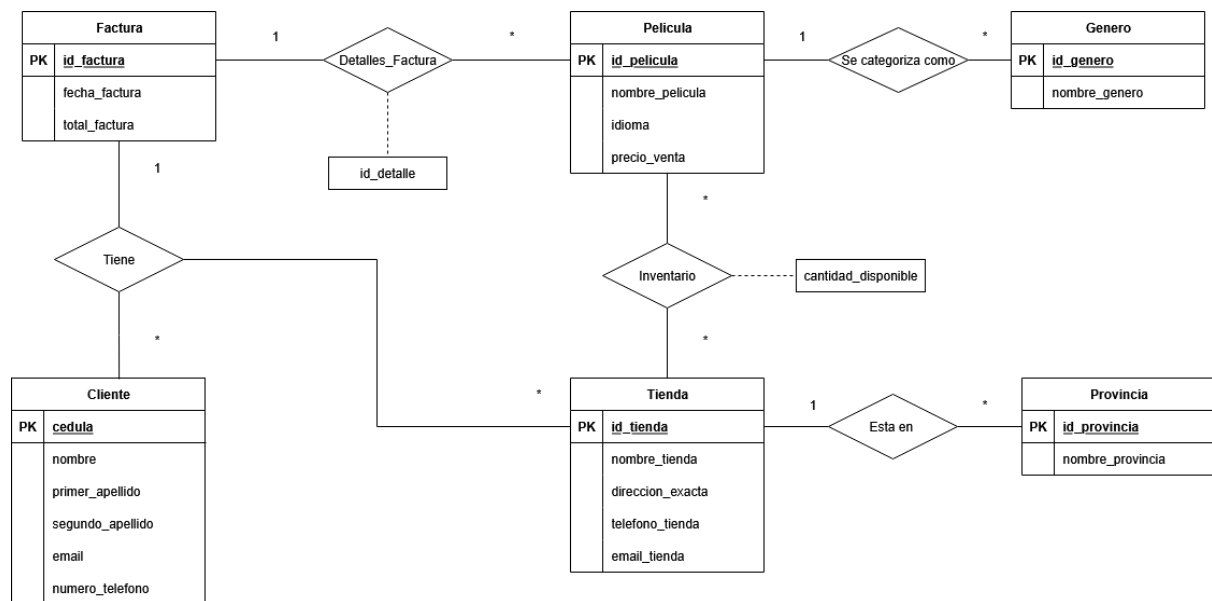 Factura
PK id_factura
fecha_factura
total_factura
1
Detalles_Factura
*
id_detalle
Pelicula
PK id_pelicula
nombre_pelicula
idioma
precio_venta
1
Se categoriza como
*
Genero
PK id_genero
nombre_genero
1
Tiene
*
*
*
Inventario
cantidad_disponible
*
Cliente
PK cedula
nombre
primer_apellido
segundo_apellido
email
numero_telefono
Tienda
PK id_tienda
nombre_tienda
direccion_exacta
telefono_tienda
email_tienda
1
Esta en
*
Provincia
PK id_provincia
nombre_provincia